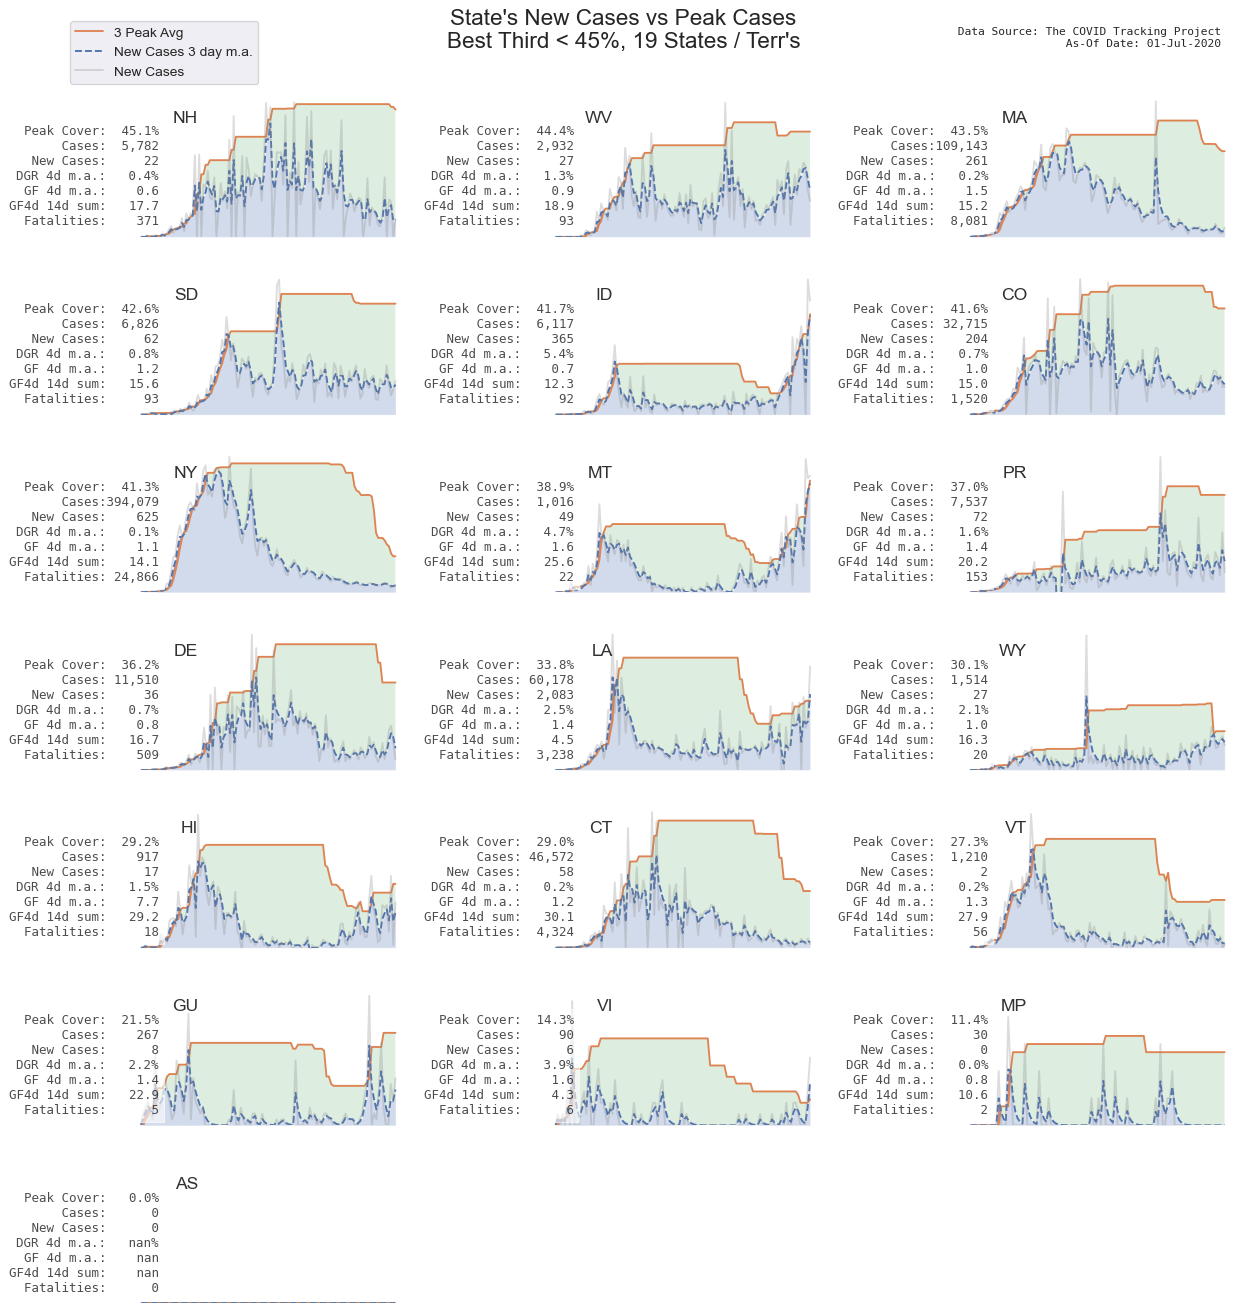 State's New Cases vs Peak Cases
Best Third < 45%, 19 States / Terr's
3 Peak Avg
New Cases 3 day m.a.
New Cases
Data Source: The COVID Tracking Project
As-Of Date: 01-Jul-2020
NH
Peak Cover: 45.1%
Cases: 5,782
New Cases: 22
DGR 4d m.a.: 0.4%
GF 4d m.a.: 0.6
GF4d 14d sum: 17.7
Fatalities: 371
WV
Peak Cover: 44.4%
Cases: 2,932
New Cases: 27
DGR 4d m.a.: 1.3%
GF 4d m.a.: 0.9
GF4d 14d sum: 18.9
Fatalities: 93
MA
Peak Cover: 43.5%
Cases:109,143
New Cases: 261
DGR 4d m.a.: 0.2%
GF 4d m.a.: 1.5
GF4d 14d sum: 15.2
Fatalities: 8,081
SD
Peak Cover: 42.6%
Cases: 6,826
New Cases: 62
DGR 4d m.a.: 0.8%
GF 4d m.a.: 1.2
GF4d 14d sum: 15.6
Fatalities: 93
ID
Peak Cover: 41.7%
Cases: 6,117
New Cases: 365
DGR 4d m.a.: 5.4%
GF 4d m.a.: 0.7
GF4d 14d sum: 12.3
Fatalities: 92
CO
Peak Cover: 41.6%
Cases: 32,715
New Cases: 204
DGR 4d m.a.: 0.7%
GF 4d m.a.: 1.0
GF4d 14d sum: 15.0
Fatalities: 1,520
NY
Peak Cover: 41.3%
Cases:394,079
New Cases: 625
DGR 4d m.a.: 0.1%
GF 4d m.a.: 1.1
GF4d 14d sum: 14.1
Fatalities: 24,866
MT
Peak Cover: 38.9%
Cases: 1,016
New Cases: 49
DGR 4d m.a.: 4.7%
GF 4d m.a.: 1.6
GF4d 14d sum: 25.6
Fatalities: 22
PR
Peak Cover: 37.0%
Cases: 7,537
New Cases: 72
DGR 4d m.a.: 1.6%
GF 4d m.a.: 1.4
GF4d 14d sum: 20.2
Fatalities: 153
DE
Peak Cover: 36.2%
Cases: 11,510
New Cases: 36
DGR 4d m.a.: 0.7%
GF 4d m.a.: 0.8
GF4d 14d sum: 16.7
Fatalities: 509
LA
Peak Cover: 33.8%
Cases: 60,178
New Cases: 2,083
DGR 4d m.a.: 2.5%
GF 4d m.a.: 1.4
GF4d 14d sum: 4.5
Fatalities: 3,238
WY
Peak Cover: 30.1%
Cases: 1,514
New Cases: 27
DGR 4d m.a.: 2.1%
GF 4d m.a.: 1.0
GF4d 14d sum: 16.3
Fatalities: 20
HI
Peak Cover: 29.2%
Cases: 917
New Cases: 17
DGR 4d m.a.: 1.5%
GF 4d m.a.: 7.7
GF4d 14d sum: 29.2
Fatalities: 18
CT
Peak Cover: 29.0%
Cases: 46,572
New Cases: 58
DGR 4d m.a.: 0.2%
GF 4d m.a.: 1.2
GF4d 14d sum: 30.1
Fatalities: 4,324
VT
Peak Cover: 27.3%
Cases: 1,210
New Cases: 2
DGR 4d m.a.: 0.2%
GF 4d m.a.: 1.3
GF4d 14d sum: 27.9
Fatalities: 56
GU
Peak Cover: 21.5%
Cases: 267
New Cases: 8
DGR 4d m.a.: 2.2%
GF 4d m.a.: 1.4
GF4d 14d sum: 22.9
Fatalities: 5
VI
Peak Cover: 14.3%
Cases: 90
New Cases: 6
DGR 4d m.a.: 3.9%
GF 4d m.a.: 1.6
GF4d 14d sum: 4.3
Fatalities: 6
MP
Peak Cover: 11.4%
Cases: 30
New Cases: 0
DGR 4d m.a.: 0.0%
GF 4d m.a.: 0.8
GF4d 14d sum: 10.6
Fatalities: 2
AS
Peak Cover: 0.0%
Cases: 0
New Cases: 0
DGR 4d m.a.: nan%
GF 4d m.a.: nan
GF4d 14d sum: nan
Fatalities: 0